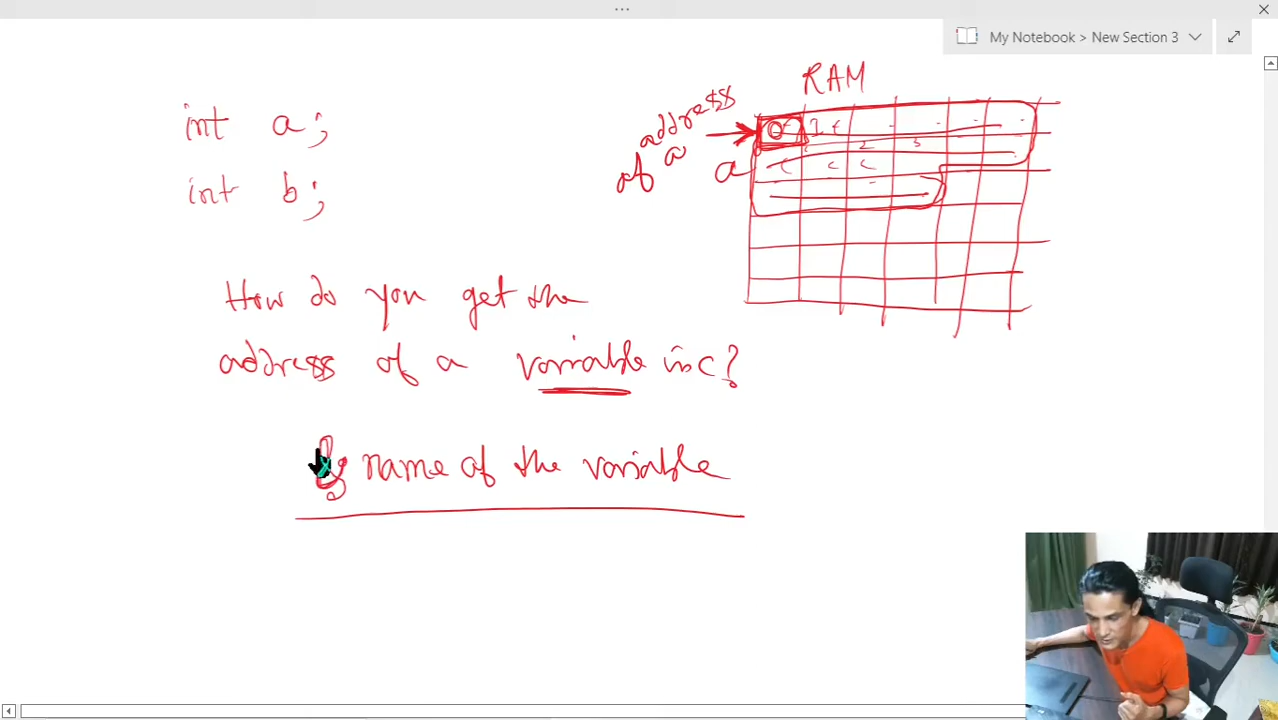 My Notebook > New Section 3
RAM
int a;
int b;
address
of a
a
0
How do you get the
address of a variable in c?
& name of the variable